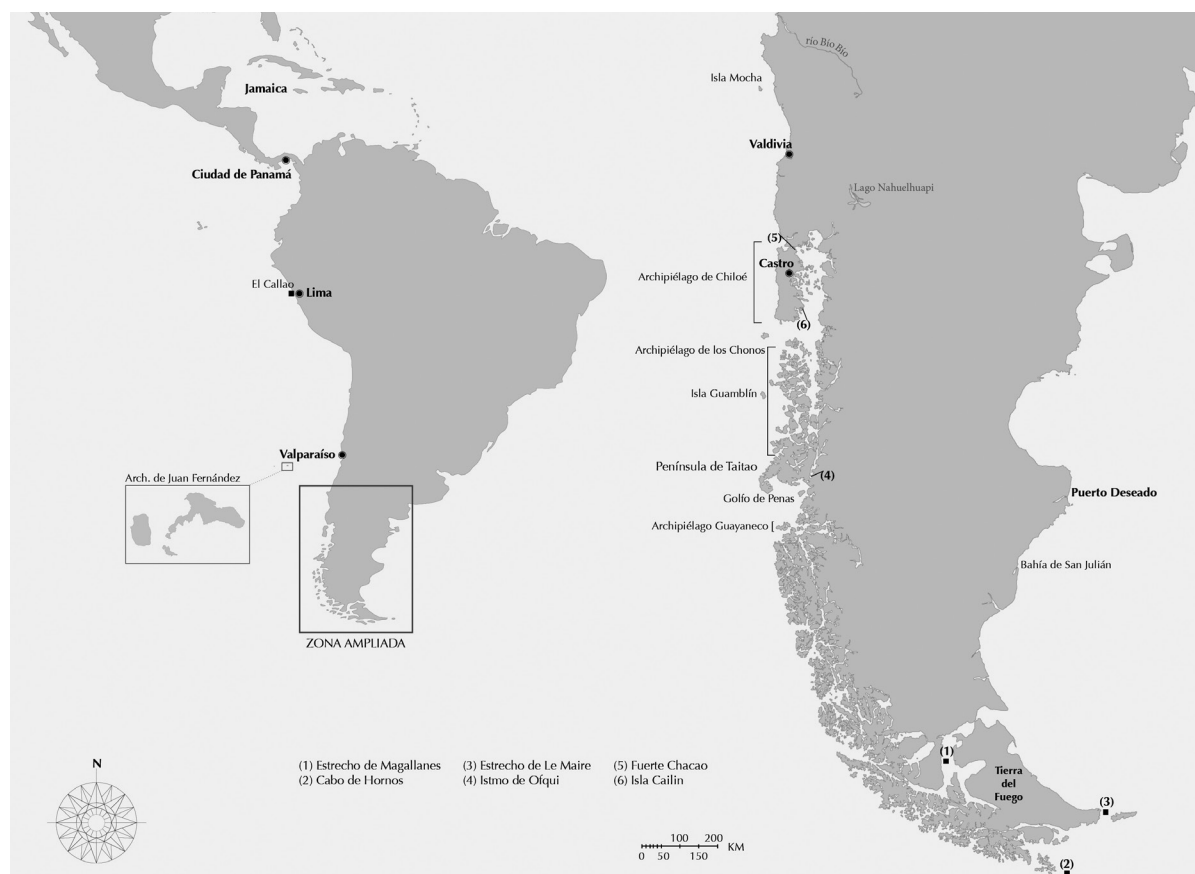 Jamaica
Ciudad de Panamá
El Callao
Lima
Valparaíso
Arch. de Juan Fernández
ZONA AMPLIADA
río Bío Bío
Isla Mocha
Valdivia
Lago Nahuelhuapi
(5)
Castro
Archipiélago de Chiloé
(6)
Archipiélago de los Chonos
Isla Guamblín
Península de Taitao
(4)
Golfo de Penas
Puerto Deseado
Archipiélago Guayaneco
Bahía de San Julián
(1)
Tierra
del
Fuego
(3)
(2)
N
(1) Estrecho de Magallanes
(2) Cabo de Hornos
(3) Estrecho de Le Maire
(4) Istmo de Ofqui
(5) Fuerte Chacao
(6) Isla Cailin
100 200
0 50 150
KM